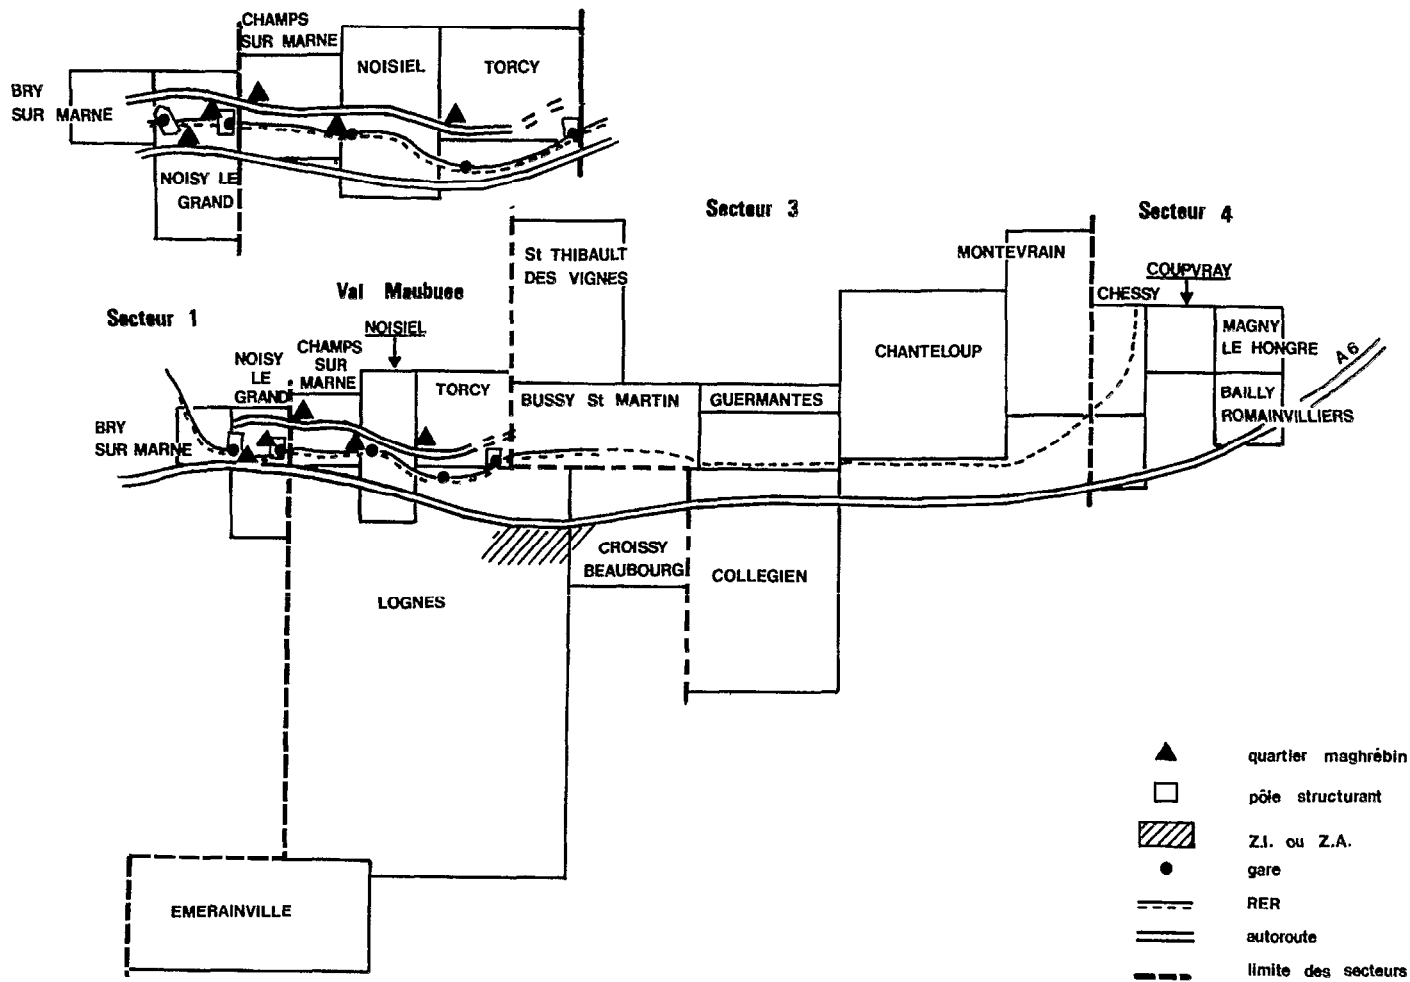 CHAMPS
SUR MARNE
NOISIEL
TORCY
BRY
SUR MARNE
NOISY LE
GRAND
Secteur 3
Secteur 4
St THIBAULT
DES VIGNES
MONTEVRAIN
COUPVRAY
CHESSY
Val Maubuee
Secteur 1
NOISIEL
NOISY
LE
GRAND
CHAMPS
SUR
MARNE
TORCY
BRY
SUR MARNE
BUSSY St MARTIN
GUERMANTES
CHANTELOUP
MAGNY
LE HONGRE
A6
BAILLY
ROMAINVILLIERS
CROISSY
BEAUBOURG
COLLEGIEN
LOGNES
EMERAINVILLE
quartier maghrébin
pôle structurant
Z.I. ou Z.A.
gare
RER
autoroute
limite des secteurs